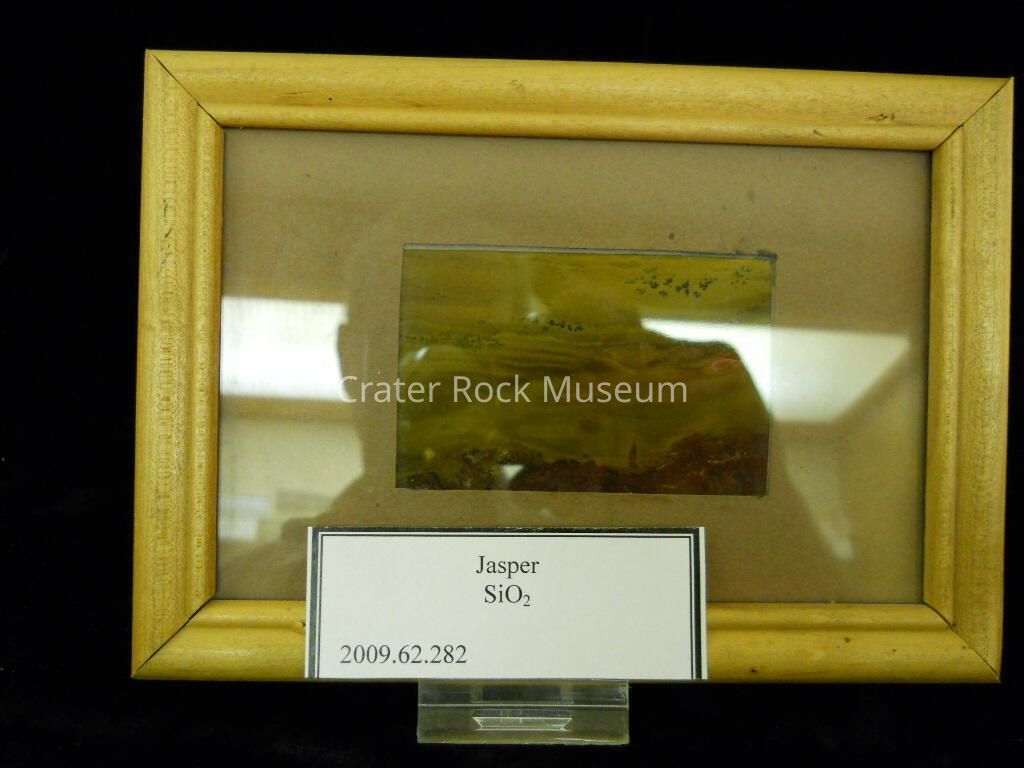 Crater Rock Museum
Jasper
SiO₂
2009.62.282